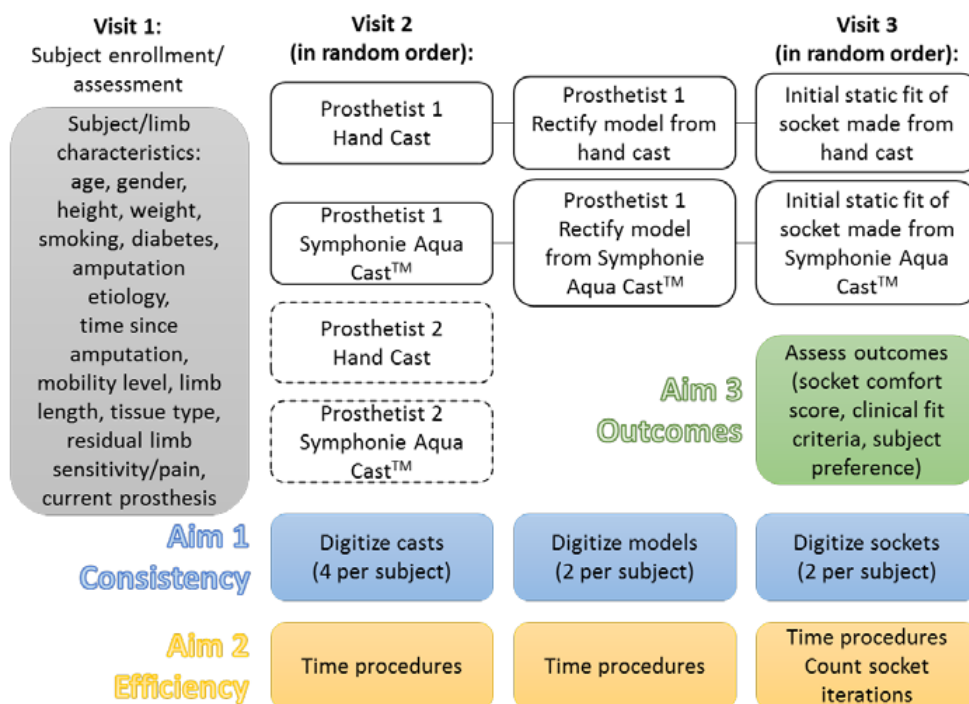 Visit 1:
Subject enrollment/
assessment
Subject/limb
characteristics:
age, gender,
height, weight,
smoking, diabetes,
amputation
etiology,
time since
amputation,
mobility level, limb
length, tissue type,
residual limb
sensitivity/pain,
current prosthesis
Visit 2
(in random order):
Prosthetist 1
Hand Cast
Prosthetist 1
Symphonie Aqua
Cast™
Prosthetist 2
Hand Cast
Prosthetist 2
Symphonie Aqua
Cast™
Prosthetist 1
Rectify model from
hand cast
Prosthetist 1
Rectify model
from Symphonie
Aqua Cast™
Visit 3
(in random order):
Initial static fit of
socket made from
hand cast
Initial static fit of
socket made from
Symphonie Aqua
Cast™
Aim 3
Outcomes
Assess outcomes
(socket comfort
score, clinical fit
criteria, subject
preference)
Aim 1
Consistency
Digitize casts
(4 per subject)
Digitize models
(2 per subject)
Digitize sockets
(2 per subject)
Aim 2
Efficiency
Time procedures
Time procedures
Time procedures
Count socket
iterations